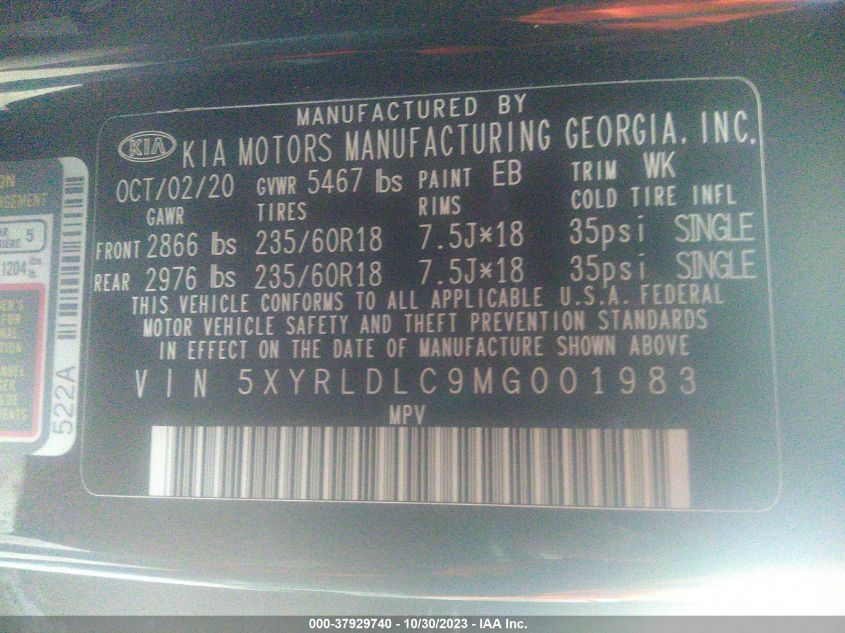 MANUFACTURED BY
KIA KIA MOTORS MANUFACTURING GEORGIA, INC.
OCT/02/20 GVWR 5467 lbs PAINT EB TRIM WK
GAWR TIRES RIMS COLD TIRE INFL
FRONT 2866 lbs 235/60R18 7.5J*18 35psi SINGLE
REAR 2976 lbs 235/60R18 7.5J*18 35psi SINGLE
THIS VEHICLE CONFORMS TO ALL APPLICABLE U.S.A. FEDERAL
MOTOR VEHICLE SAFETY AND THEFT PREVENTION STANDARDS
IN EFFECT ON THE DATE OF MANUFACTURE SHOWN ABOVE
VIN 5XYRLDLC9MG001983
MPV
5
1204
522A
000-37929740 - 10/30/2023 - IAA Inc.